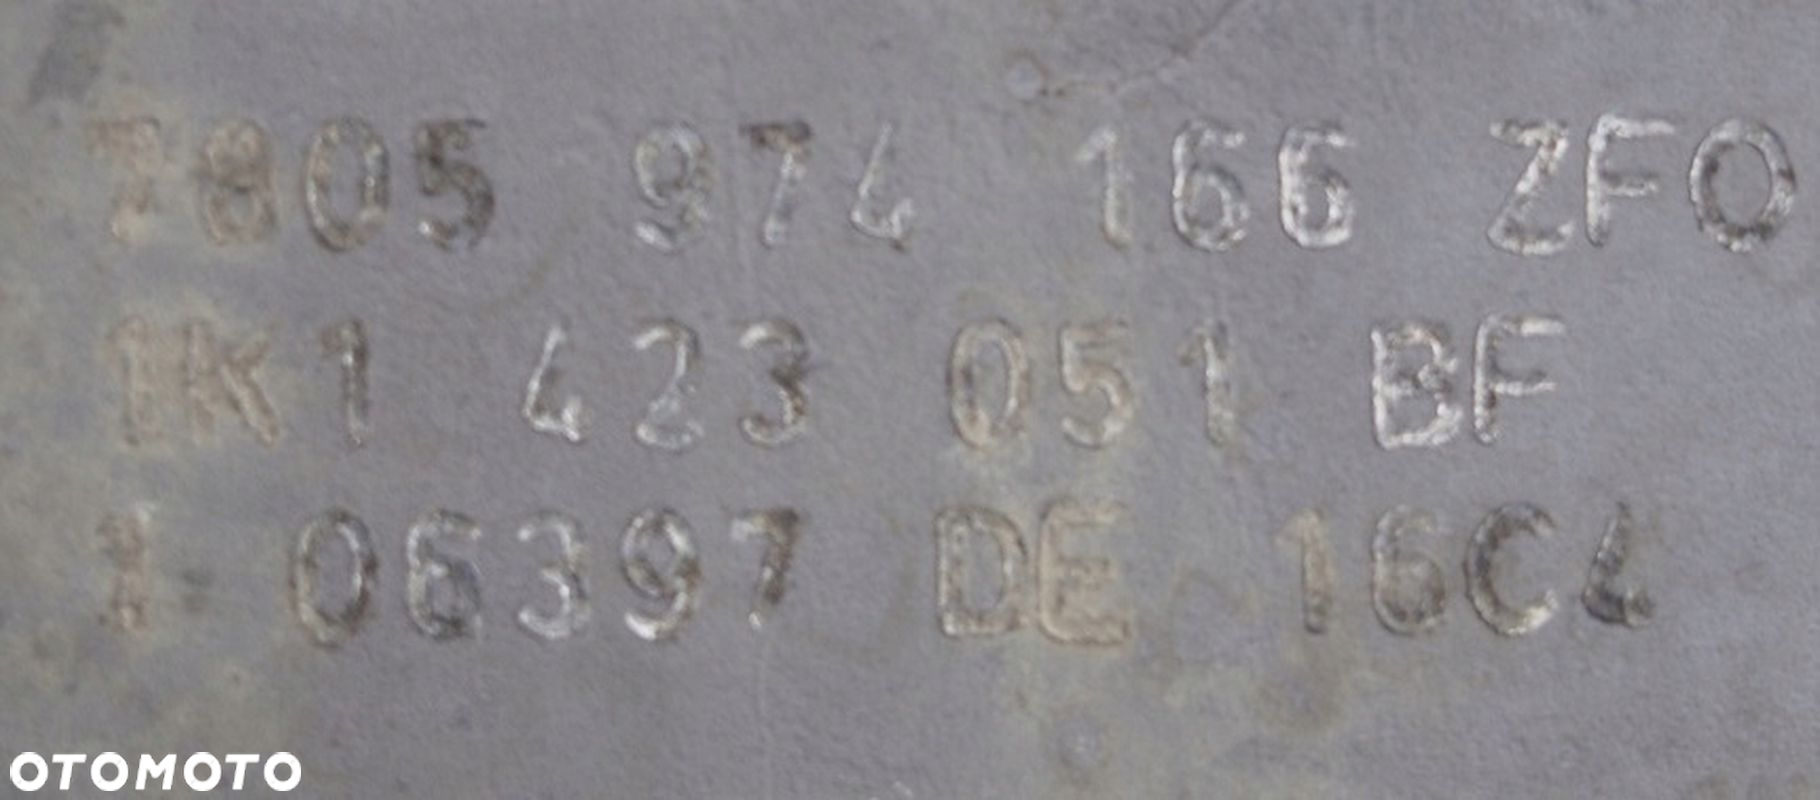 7805 974 166 ZFO
1K1 423 051 BF
1 06397 DE 16C4
OTOMOTO